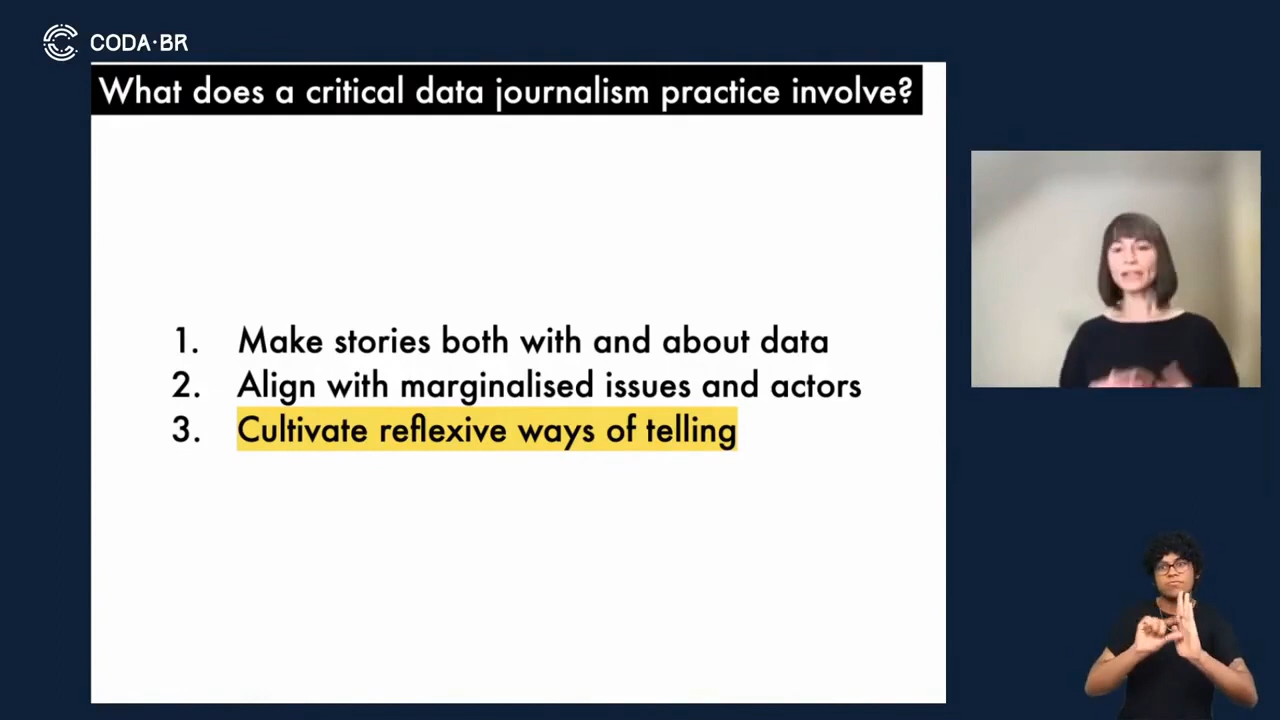 CODA·BR
What does a critical data journalism practice involve?
1. Make stories both with and about data
2. Align with marginalised issues and actors
3. Cultivate reflexive ways of telling